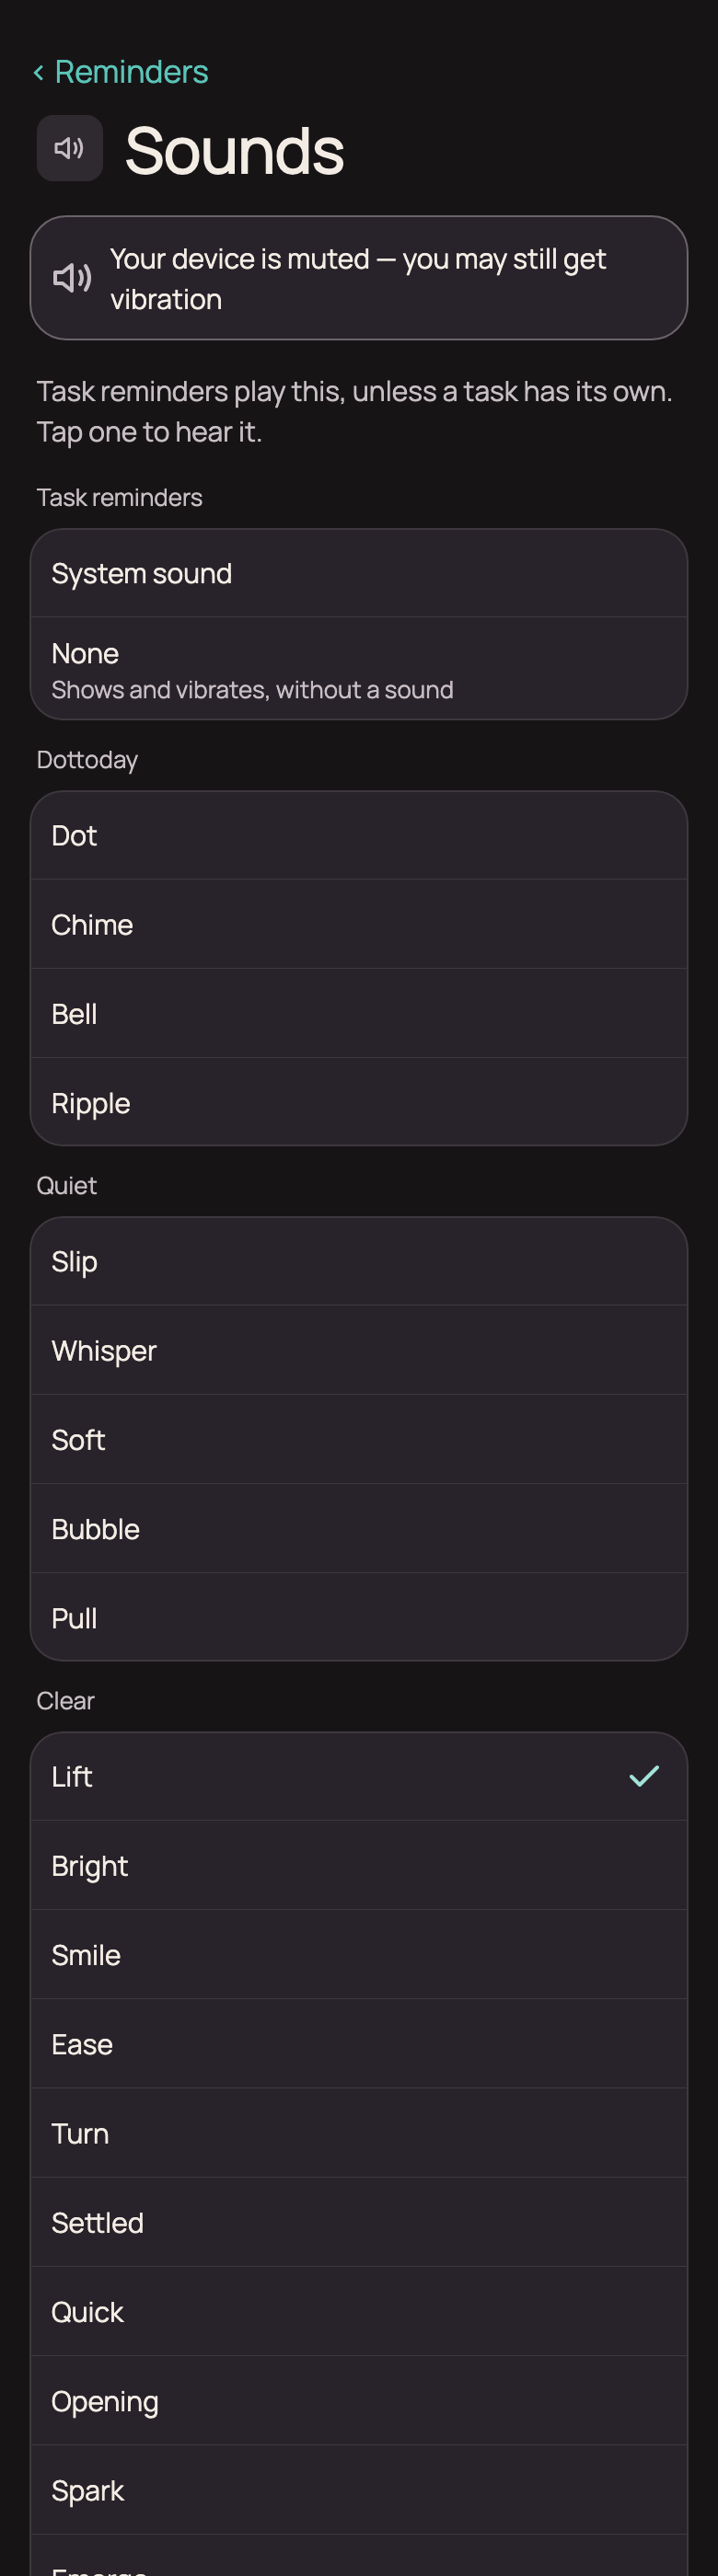 ‹ Reminders
Sounds
Your device is muted — you may still get
vibration
Task reminders play this, unless a task has its own.
Tap one to hear it.
Task reminders
System sound
None
Shows and vibrates, without a sound
Dottoday
Dot
Chime
Bell
Ripple
Quiet
Slip
Whisper
Soft
Bubble
Pull
Clear
Lift
Bright
Smile
Ease
Turn
Settled
Quick
Opening
Spark